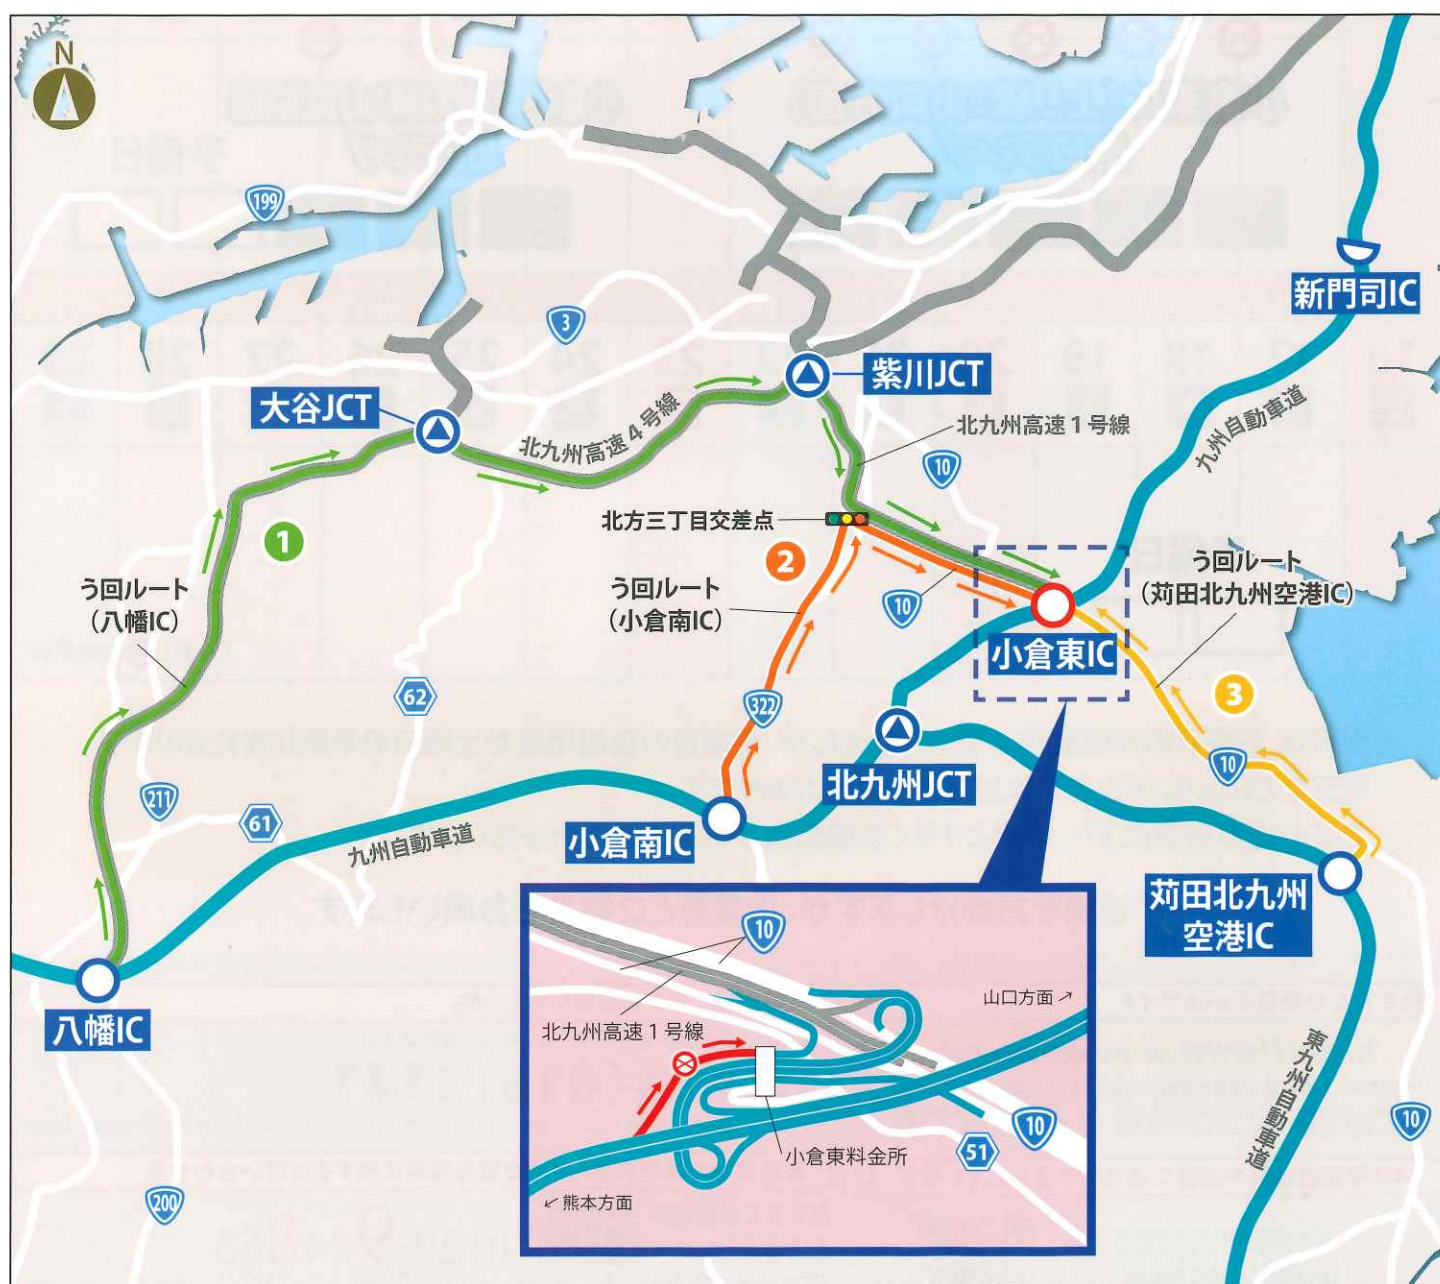 N
199
3
新門司IC
紫川JCT
大谷JCT
北九州高速4号線
北九州高速1号線
九州自動車道
10
北方三丁目交差点
1
2
う回ルート
(八幡IC)
う回ルート
(小倉南IC)
10
う回ルート
(苅田北九州空港IC)
小倉東IC
62
322
3
10
211
61
九州自動車道
小倉南IC
北九州JCT
苅田北九州
空港IC
八幡IC
10
山口方面
北九州高速1号線
東九州自動車道
10
10
51
小倉東料金所
熊本方面
200